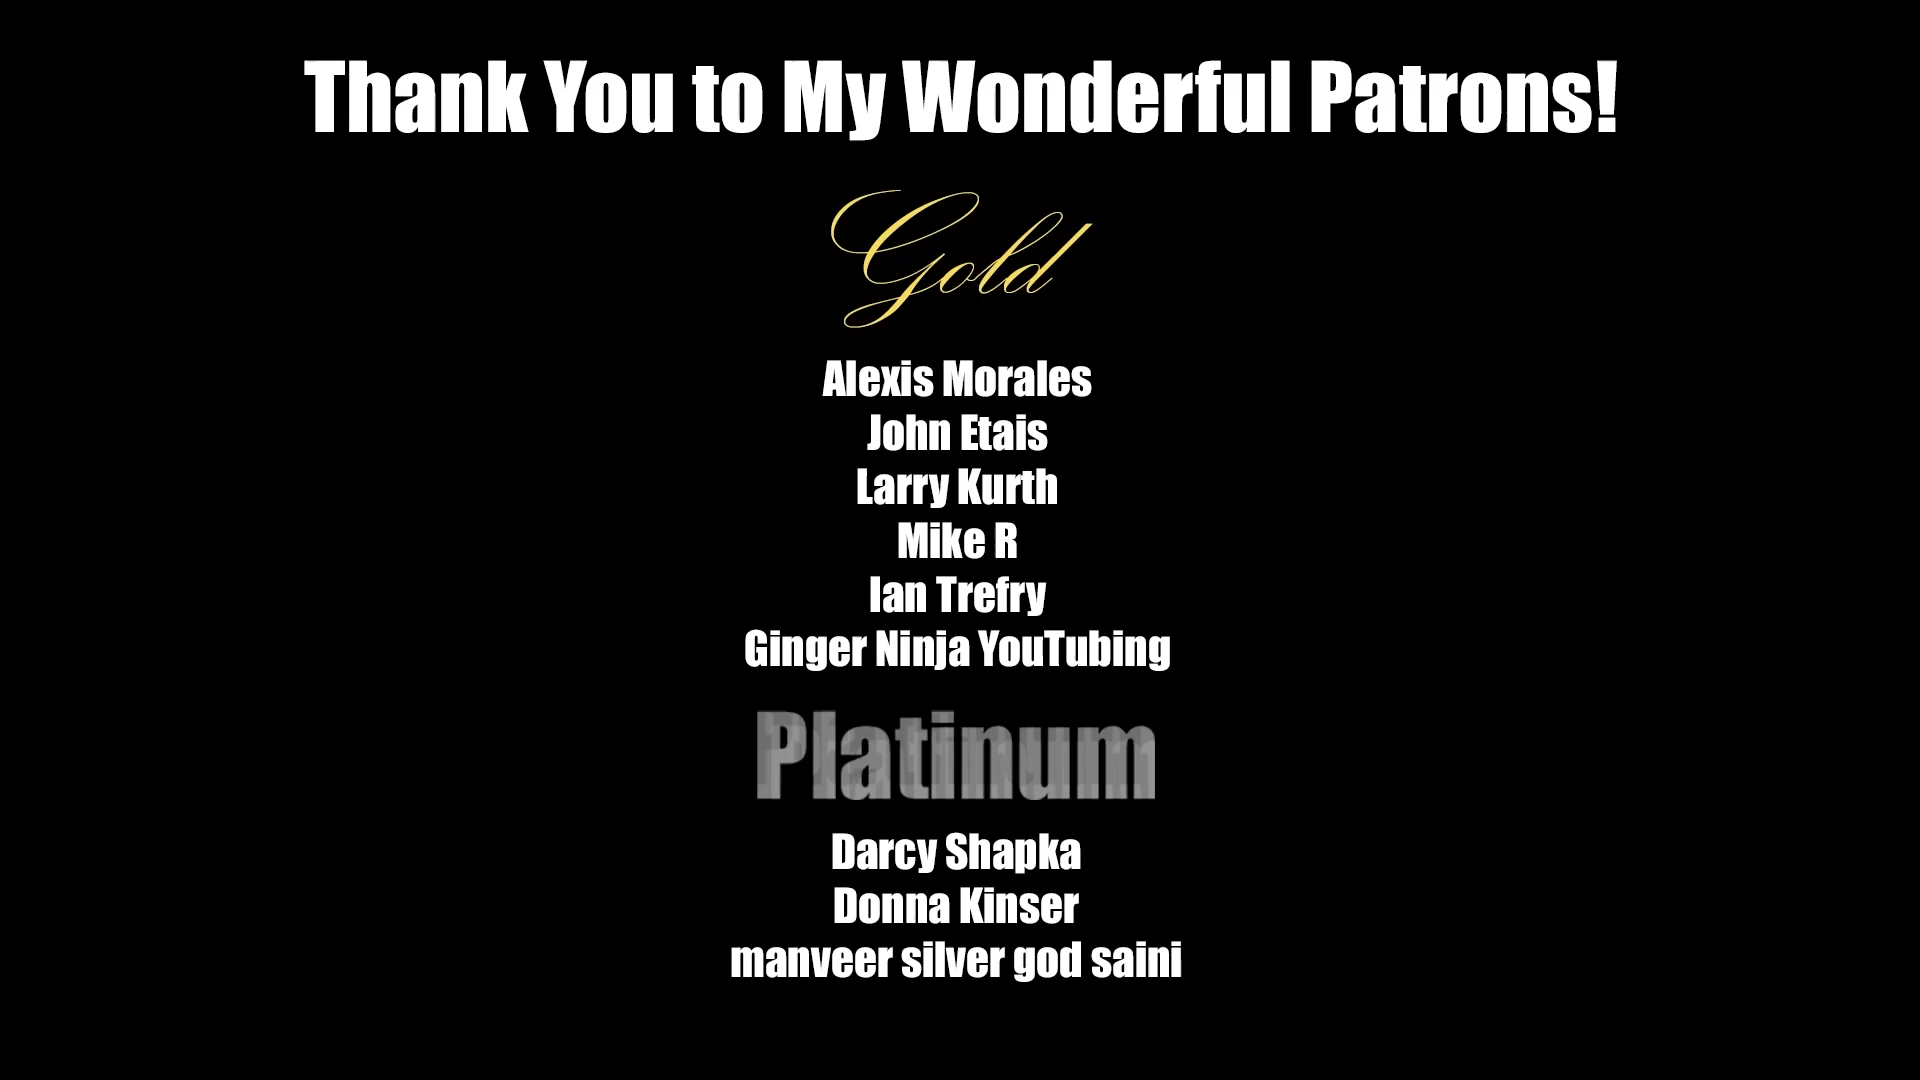 Thank You to My Wonderful Patrons!
Gold
Alexis Morales
John Etais
Larry Kurth
Mike R
Ian Trefry
Ginger Ninja YouTubing
Platinum
Darcy Shapka
Donna Kinser
manveer silver god saini